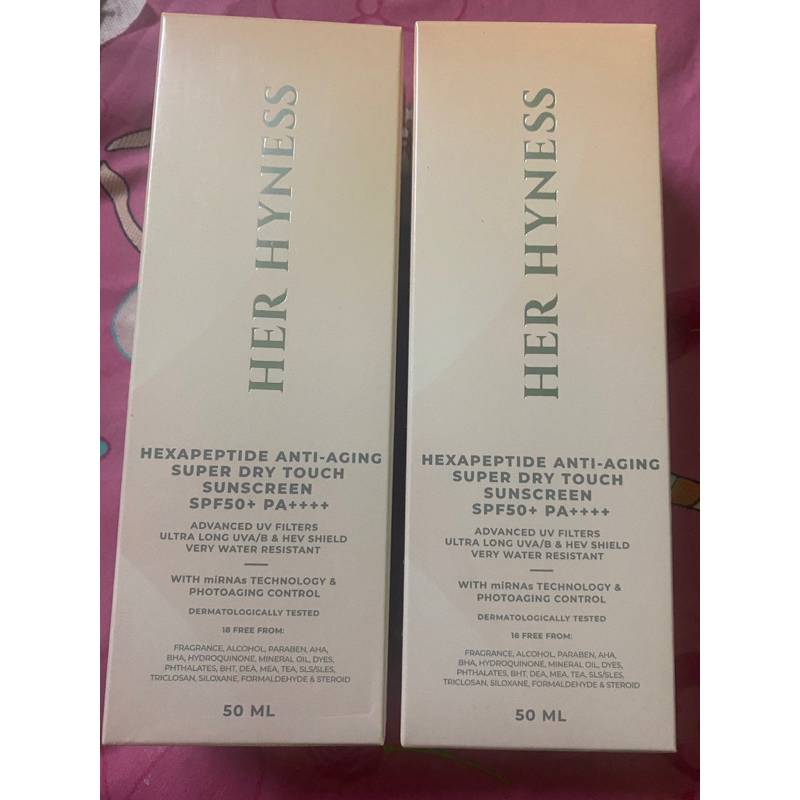 HER HYNESS
HEXAPEPTIDE ANTI-AGING
SUPER DRY TOUCH
SUNSCREEN
SPF50+ PA++++
ADVANCED UV FILTERS
ULTRA LONG UVA/B & HEV SHIELD
VERY WATER RESISTANT
WITH miRNAs TECHNOLOGY &
PHOTOAGING CONTROL
DERMATOLOGICALLY TESTED
18 FREE FROM:
FRAGRANCE, ALCOHOL, PARABEN, AHA,
BHA, HYDROQUINONE, MINERAL OIL, DYES,
PHTHALATES, BHT, DEA, MEA, TEA, SLS/SLES,
TRICLOSAN, SILOXANE, FORMALDEHYDE & STEROID
50 ML
HER HYNESS
HEXAPEPTIDE ANTI-AGING
SUPER DRY TOUCH
SUNSCREEN
SPF50+ PA++++
ADVANCED UV FILTERS
ULTRA LONG UVA/B & HEV SHIELD
VERY WATER RESISTANT
WITH miRNAs TECHNOLOGY &
PHOTOAGING CONTROL
DERMATOLOGICALLY TESTED
18 FREE FROM:
FRAGRANCE, ALCOHOL, PARABEN, AHA,
BHA, HYDROQUINONE, MINERAL OIL, DYES,
PHTHALATES, BHT, DEA, MEA, TEA, SLS/SLES,
TRICLOSAN, SILOXANE, FORMALDEHYDE & STEROID
50 ML